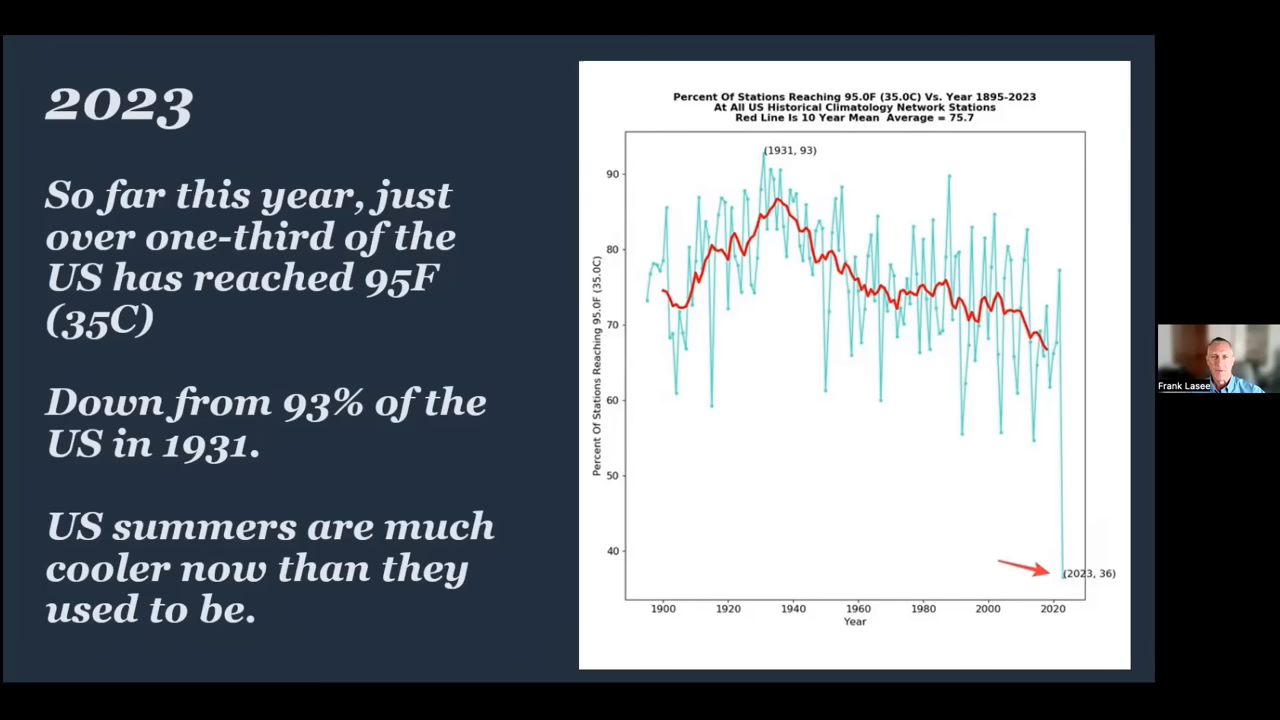 2023
So far this year, just
over one-third of the
US has reached 95F
(35C)
Down from 93% of the
US in 1931.
US summers are much
cooler now than they
used to be.
Percent Of Stations Reaching 95.0F (35.0C) Vs. Year 1895-2023
At All US Historical Climatology Network Stations
Red Line Is 10 Year Mean Average = 75.7
Percent Of Stations Reaching 95.0F (35.0C)
90
80
70
60
50
40
(1931, 93)
(2023, 36)
1900 1920 1940 1960 1980 2000 2020
Year
Frank Lasee